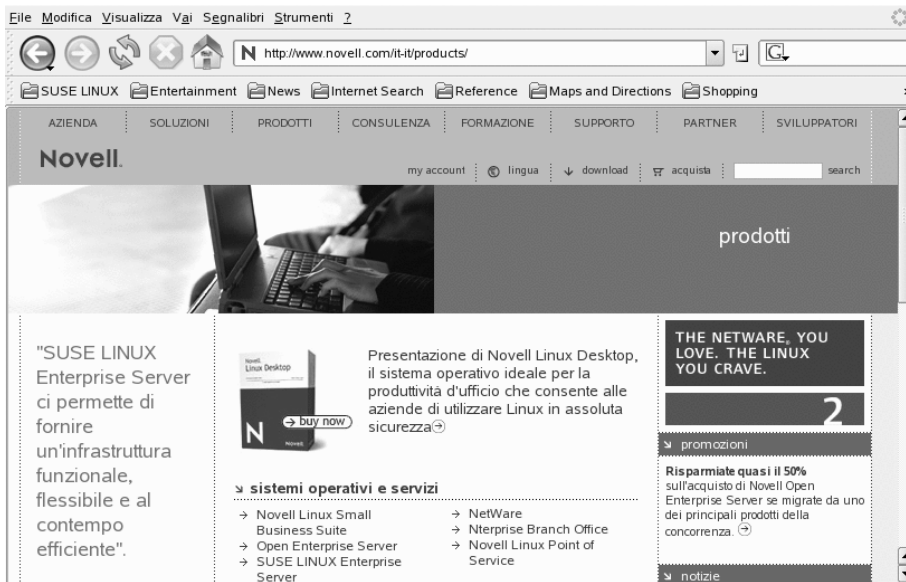 File Modifica Visualizza Vai Segnalibri Strumenti ?
N http://www.novell.com/it-it/products/ G
SUSE LINUX Entertainment News Internet Search Reference Maps and Directions Shopping
AZIENDA SOLUZIONI PRODOTTI CONSULENZA FORMAZIONE SUPPORTO PARTNER SVILUPPATORI
Novell.
my account lingua download acquista search
prodotti
"SUSE LINUX
Enterprise Server
ci permette di
fornire
un'infrastruttura
funzionale,
flessibile e al
contempo
efficiente".
Novell.
Linux Desktop
N
→ buy now
Novell.
Presentazione di Novell Linux Desktop,
il sistema operativo ideale per la
produttività d'ufficio che consente alle
aziende di utilizzare Linux in assoluta
sicurezza
sistemi operativi e servizi
→ Novell Linux Small
Business Suite
→ Open Enterprise Server
→ SUSE LINUX Enterprise
Server
→ NetWare
→ Nterprise Branch Office
→ Novell Linux Point of
Service
THE NETWARE® YOU
LOVE. THE LINUX
YOU CRAVE.
2
promozioni
Risparmiate quasi il 50%
sull'acquisto di Novell Open
Enterprise Server se migrate da uno
dei principali prodotti della
concorrenza.
notizie